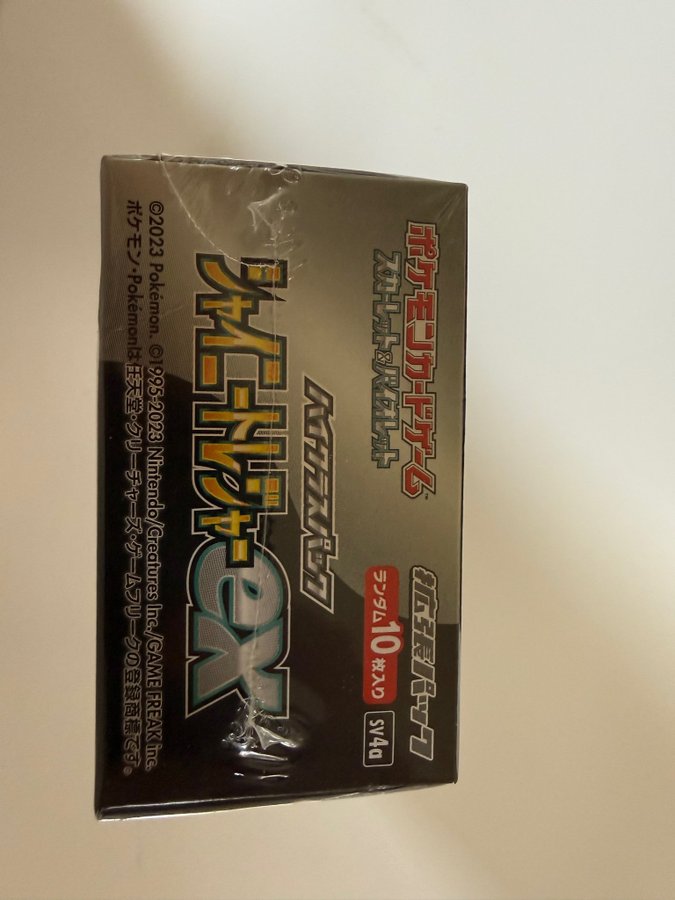 ポケモンカードゲーム™
スカーレット&バイオレット
拡張パック
ランダム10枚入り
sv4a
ハイクラスパック
シャイニートレジャーex
©2023 Pokémon. ©1995-2023 Nintendo/Creatures Inc./GAME FREAK inc.
ポケモン・Pokémonは任天堂・クリーチャーズ・ゲームフリークの登録商標です。